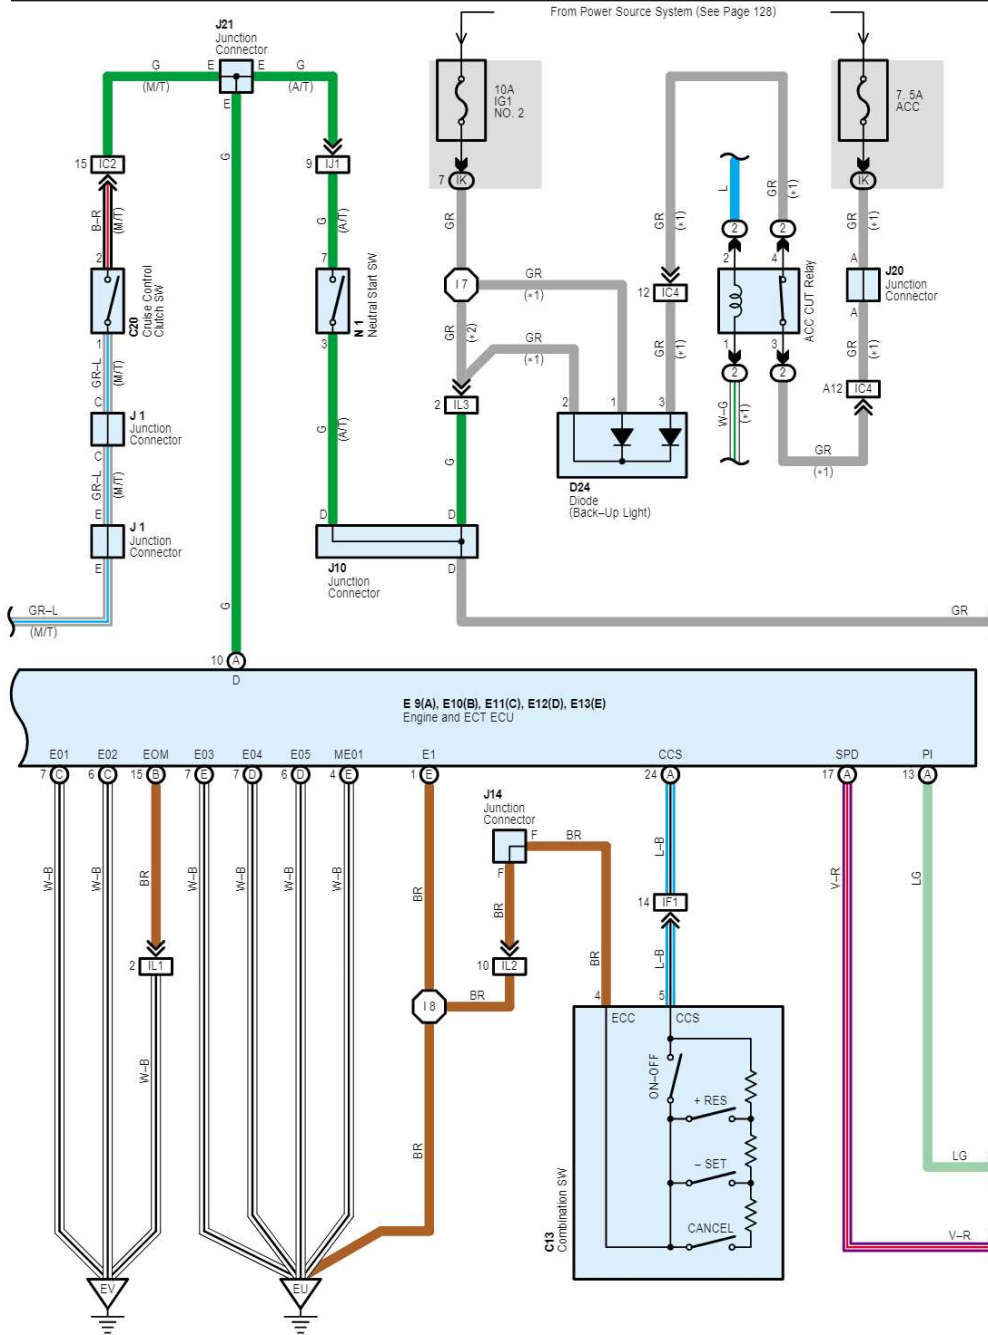 From Power Source System (See Page 128)
J21
Junction
Connector
G
(M/T)
E
E
G
(A/T)
E
10A
IG1
NO. 2
7. 5A
ACC
G
15
IC2
9
IJ1
7
IK
IK
L
GR
(∗1)
GR
(∗1)
B–R
(M/T)
G
(A/T)
GR
GR
(∗1)
2
2
2
7
2
4
A
J20
Junction
Connector
A
C20
Cruise Control
Clutch SW
N 1
Neutral Start SW
I7
GR
(∗1)
12
IC4
ACC CUT Relay
1
3
GR
(∗2)
GR
(∗1)
GR
(∗1)
1
3
GR
(∗1)
GR–L
(M/T)
2
2
A12
IC4
C
J 1
Junction
Connector
C
2
IL3
2
1
3
W–G
(∗1)
G
(A/T)
G
GR
(∗1)
GR–L
(M/T)
D24
Diode
(Back–Up Light)
E
J 1
Junction
Connector
E
D
D
J10
Junction
Connector
D
GR–L
(M/T)
G
GR
10
A
D
E 9(A), E10(B), E11(C), E12(D), E13(E)
Engine and ECT ECU
E01
E02
EOM
E03
E04
E05
ME01
E1
CCS
SPD
PI
7
C
6
C
15
B
7
E
7
D
6
D
4
E
1
E
24
A
17
A
13
A
J14
Junction
Connector
F
BR
F
W–B
W–B
BR
W–B
W–B
W–B
W–B
BR
BR
L–B
V–R
LG
14
IF1
2
IL1
10
IL2
BR
L–B
BR
I8
4
5
ECC
CCS
W–B
ON–OFF
+ RES
BR
– SET
LG
C13
Combination SW
CANCEL
V–R
EV
EU